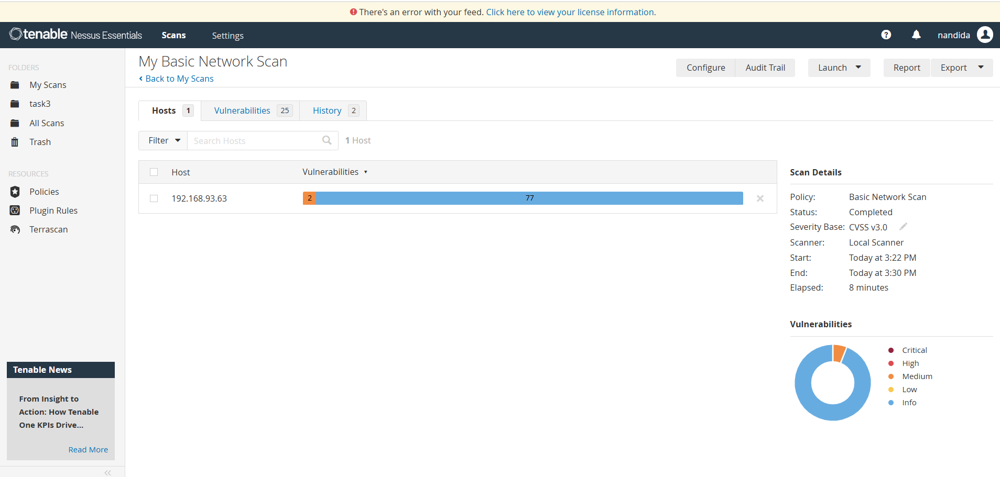 There's an error with your feed. Click here to view your license information.
tenable Nessus Essentials Scans Settings ? nandida
FOLDERS
My Scans
task3
All Scans
Trash
RESOURCES
Policies
Plugin Rules
Terrascan
Tenable News
From Insight to
Action: How Tenable
One KPIs Drive...
Read More
My Basic Network Scan
Back to My Scans
Configure Audit Trail Launch Report Export
Hosts 1 Vulnerabilities 25 History 2
Filter Search Hosts 1 Host
Host Vulnerabilities
192.168.93.63 2 77
Scan Details
Policy: Basic Network Scan
Status: Completed
Severity Base: CVSS v3.0
Scanner: Local Scanner
Start: Today at 3:22 PM
End: Today at 3:30 PM
Elapsed: 8 minutes
Vulnerabilities
Critical
High
Medium
Low
Info